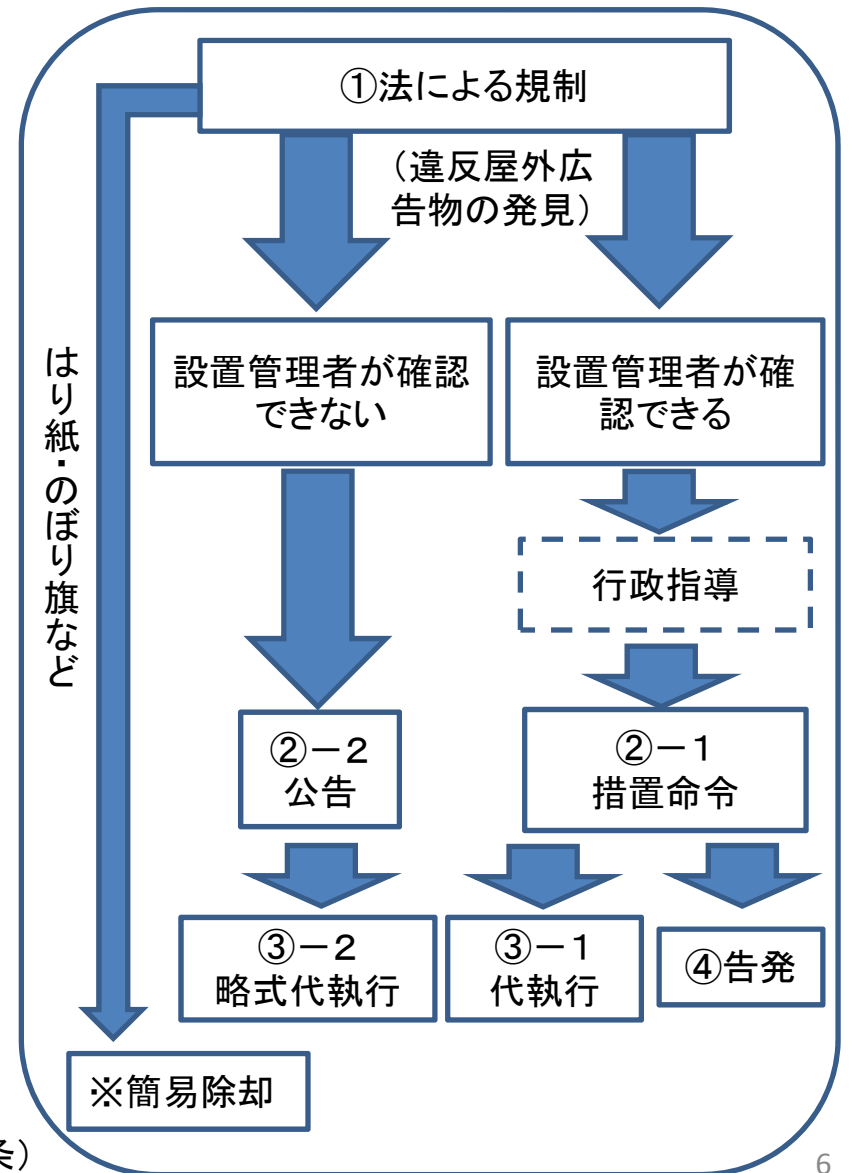 ①法による規制
（違反屋外広
告物の発見）
はり紙・のぼり旗など
設置管理者が確認
できない
設置管理者が確
認できる
行政指導
②－２
公告
②－１
措置命令
③－２
略式代執行
③－１
代執行
④告発
※簡易除却
条）
6